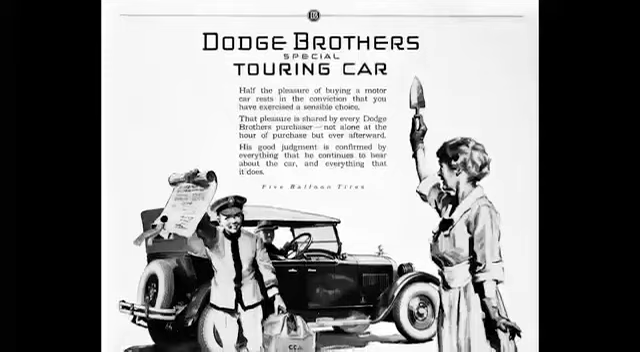 DB
DODGE BROTHERS
SPECIAL
TOURING CAR
Half the pleasure of buying a motor
car rests in the conviction that you
have exercised a sensible choice.
That pleasure is shared by every Dodge
Brothers purchaser—not alone at the
hour of purchase but ever afterward.
His good judgment is confirmed by
everything that he continues to hear
about the car, and everything that
it does.
Five Balloon Tires